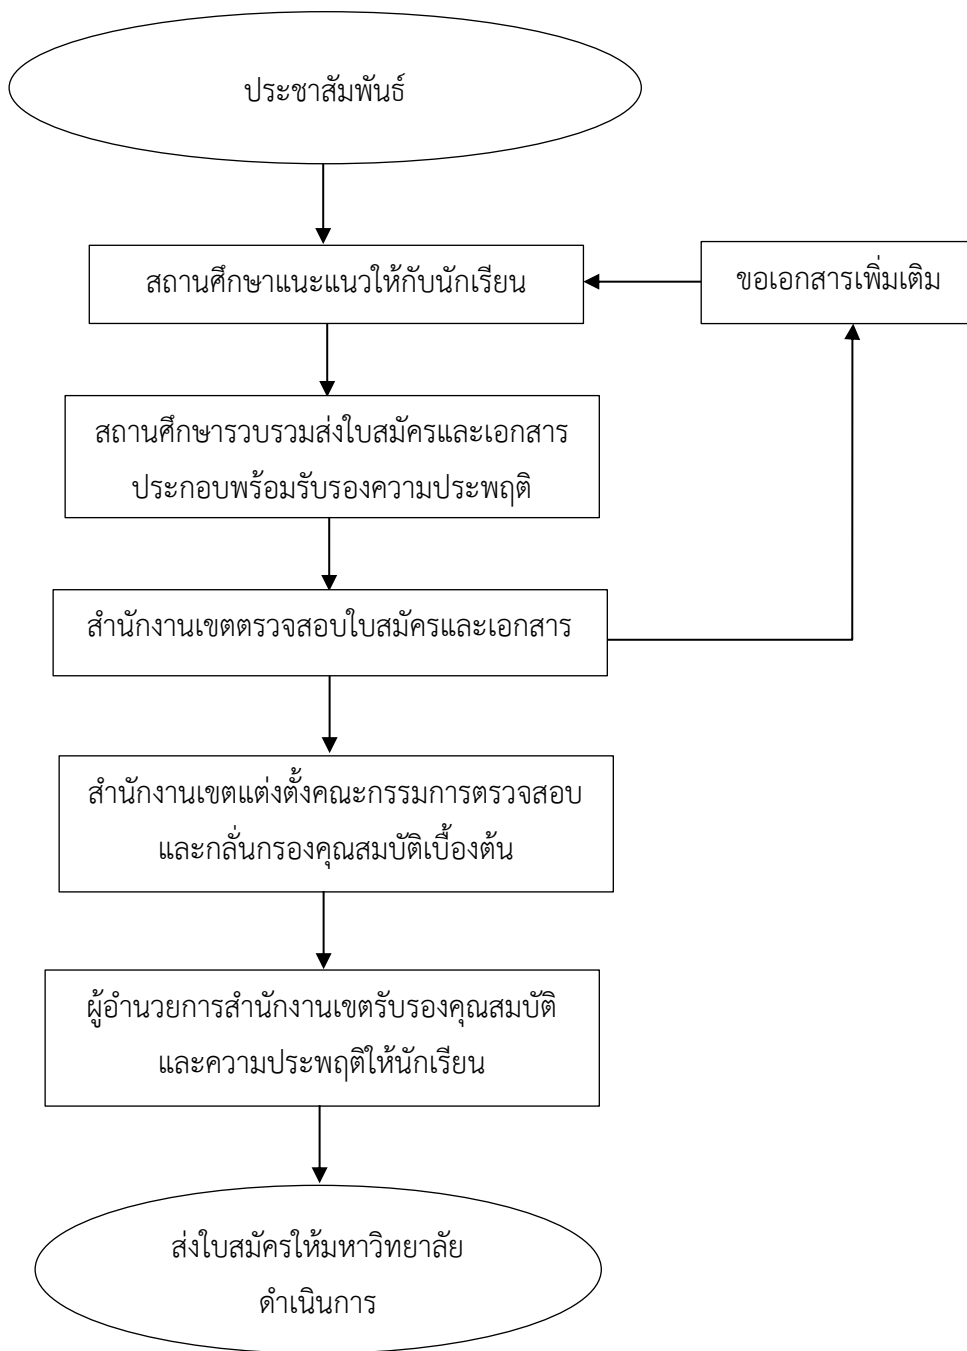 ประชาสัมพันธ์
สถานศึกษาแนะแนวให้กับนักเรียน
ขอเอกสารเพิ่มเติม
สถานศึกษารวบรวมส่งใบสมัครและเอกสาร
ประกอบพร้อมรับรองความประพฤติ
สำนักงานเขตตรวจสอบใบสมัครและเอกสาร
สำนักงานเขตแต่งตั้งคณะกรรมการตรวจสอบ
และกลั่นกรองคุณสมบัติเบื้องต้น
ผู้อำนวยการสำนักงานเขตรับรองคุณสมบัติ
และความประพฤติให้นักเรียน
ส่งใบสมัครให้มหาวิทยาลัย
ดำเนินการ